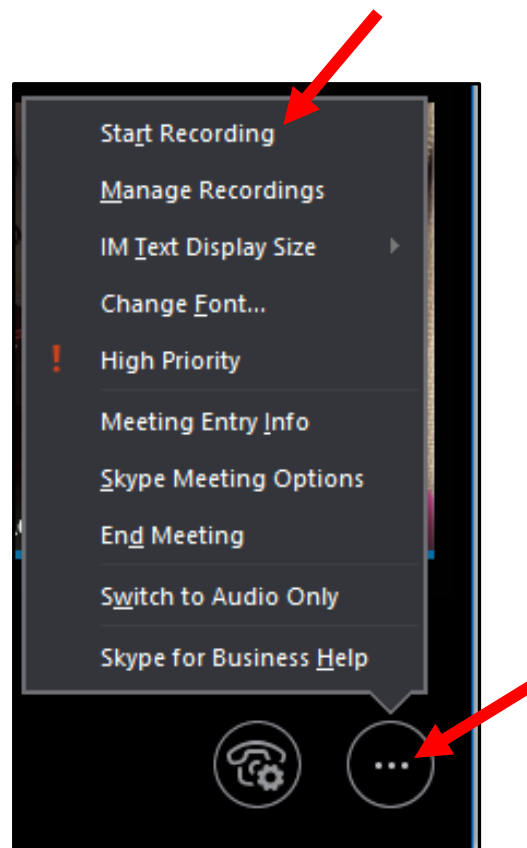 Start Recording
Manage Recordings
IM Text Display Size
Change Font...
! High Priority
Meeting Entry Info
Skype Meeting Options
End Meeting
Switch to Audio Only
Skype for Business Help